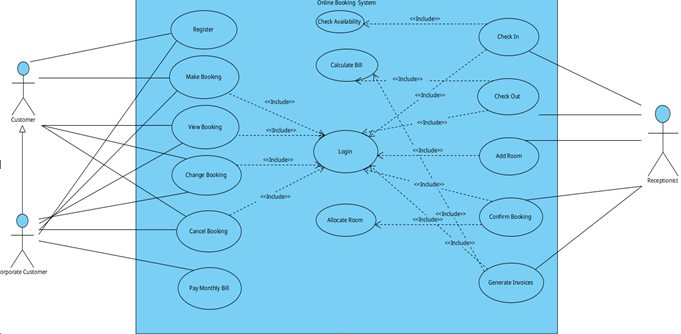 Online Booking System
Check Availability
<<Include>>
Register
Check In
Calculate Bill
Make Booking
<<Include>>
<<Include>>
Check Out
<<Include>>
Customer
View Booking
<<Include>>
<<Include>>
Login
Add Room
<<Include>>
Change Booking
Receptionist
<<Include>>
<<Include>>
Allocate Room
<<Include>>
Confirm Booking
<<Include>>
Cancel Booking
<<Include>>
orporate Customer
Pay Monthly Bill
Generate Invoices